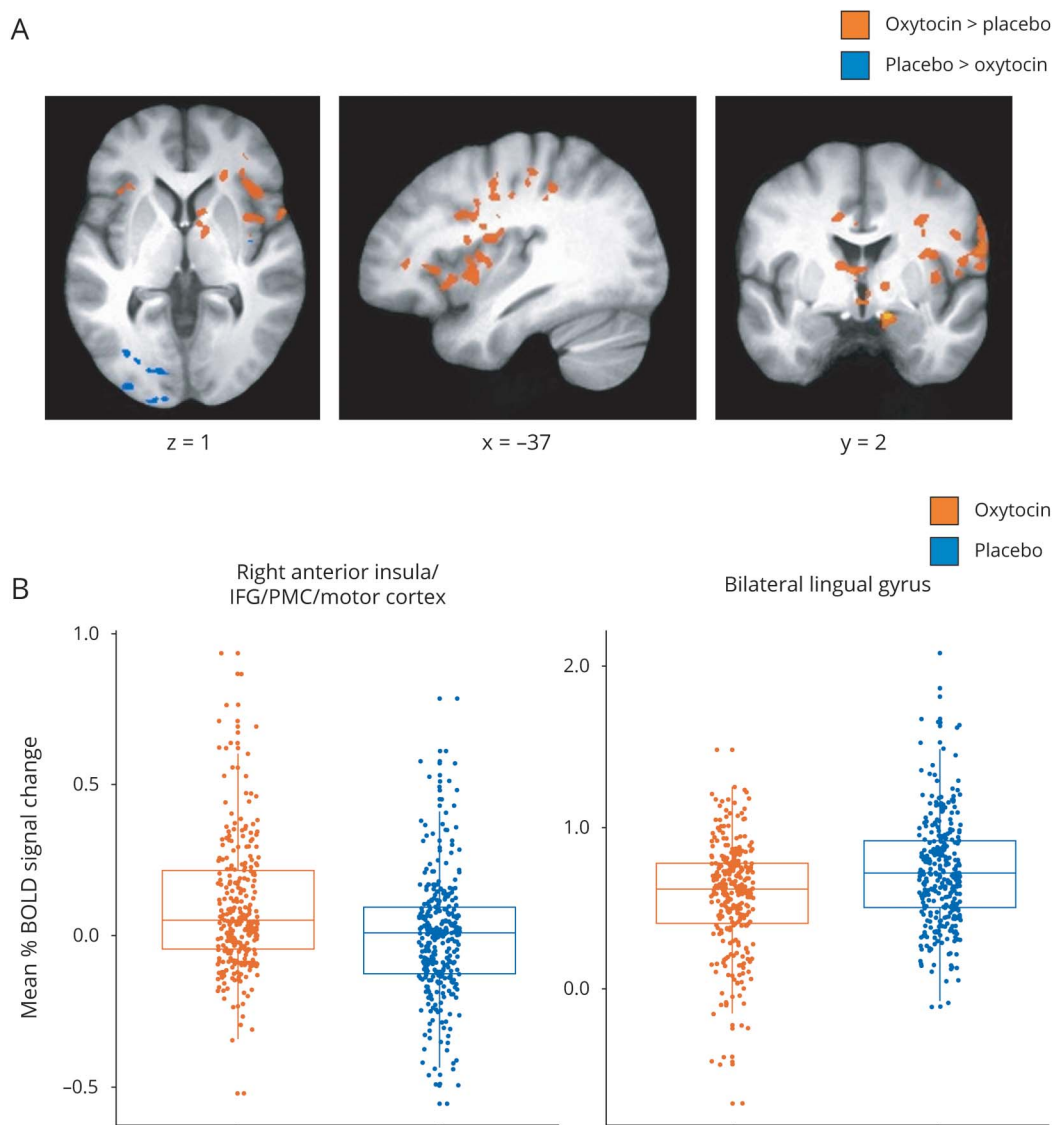 A
Oxytocin > placebo
Placebo > oxytocin
z = 1
x = –37
y = 2
Oxytocin
Placebo
B
Right anterior insula/
IFG/PMC/motor cortex
Bilateral lingual gyrus
Mean % BOLD signal change
1.0
0.5
0.0
–0.5
2.0
1.0
0.0